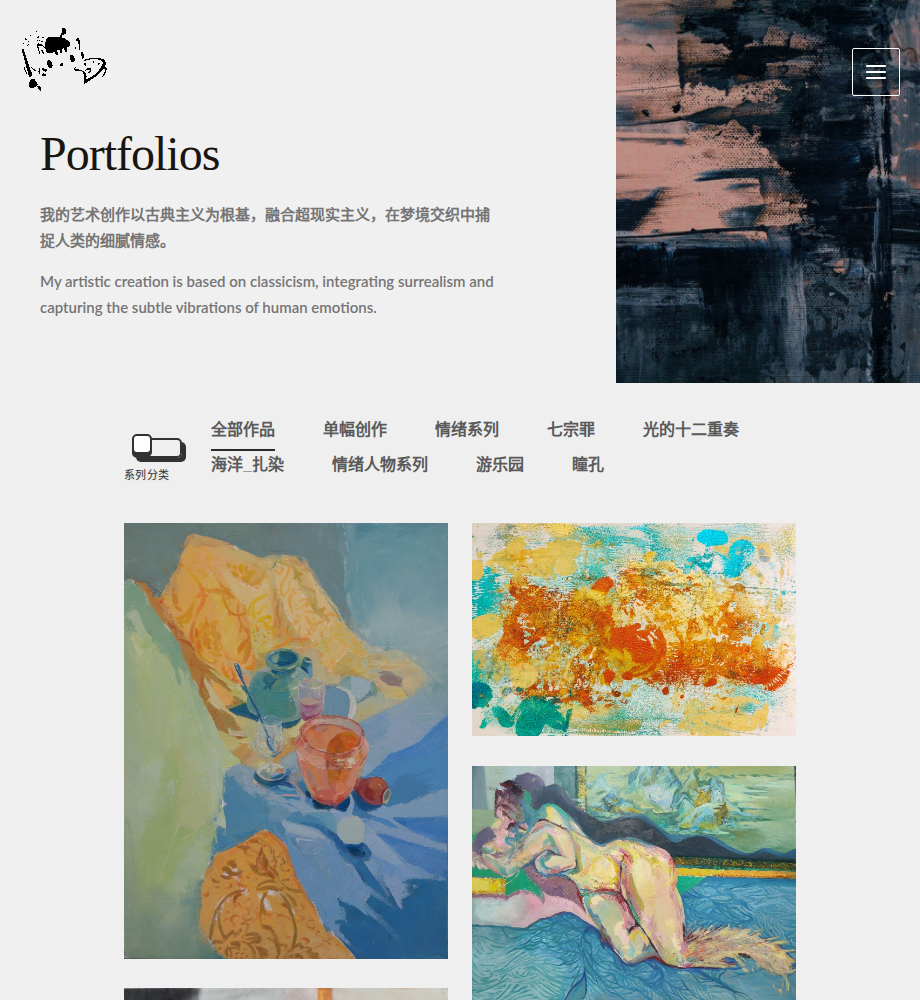 Portfolios
我的艺术创作以古典主义为根基，融合超现实主义，在梦境交织中捕
捉人类的细腻情感。
My artistic creation is based on classicism, integrating surrealism and
capturing the subtle vibrations of human emotions.
全部作品 单幅创作 情绪系列 七宗罪 光的十二重奏
海洋_扎染 情绪人物系列 游乐园 瞳孔
系列分类